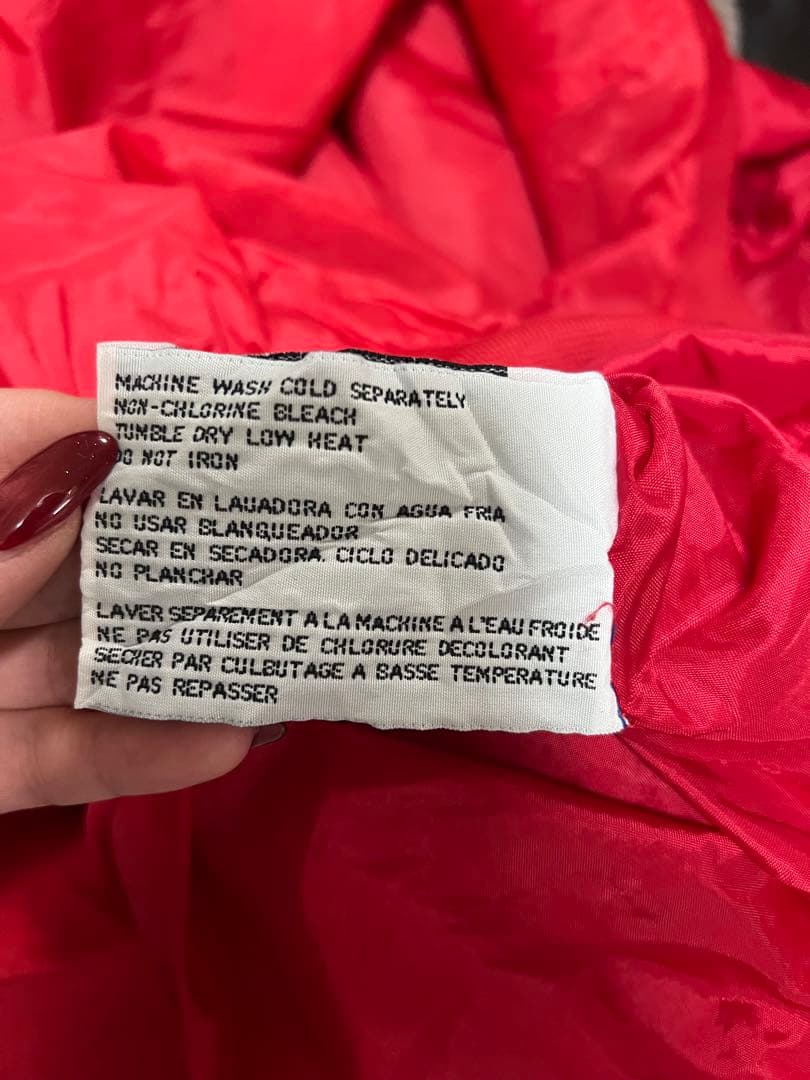 MACHINE WASH COLD SEPARATELY
NON-CHLORINE BLEACH
TUMBLE DRY LOW HEAT
DO NOT IRON
LAVAR EN LAUADORA CON AGUA FRIA
NO USAR BLANQUEADOR
SECAR EN SECADORA. CICLO DELICADO
NO PLANCHAR
LAVER SEPAREMENT A LA MACHINE A L'EAU FROIDE
NE PAS UTILISER DE CHLORURE DECOLORANT
SECHER PAR CULBUTAGE A BASSE TEMPERATURE
NE PAS REPASSER